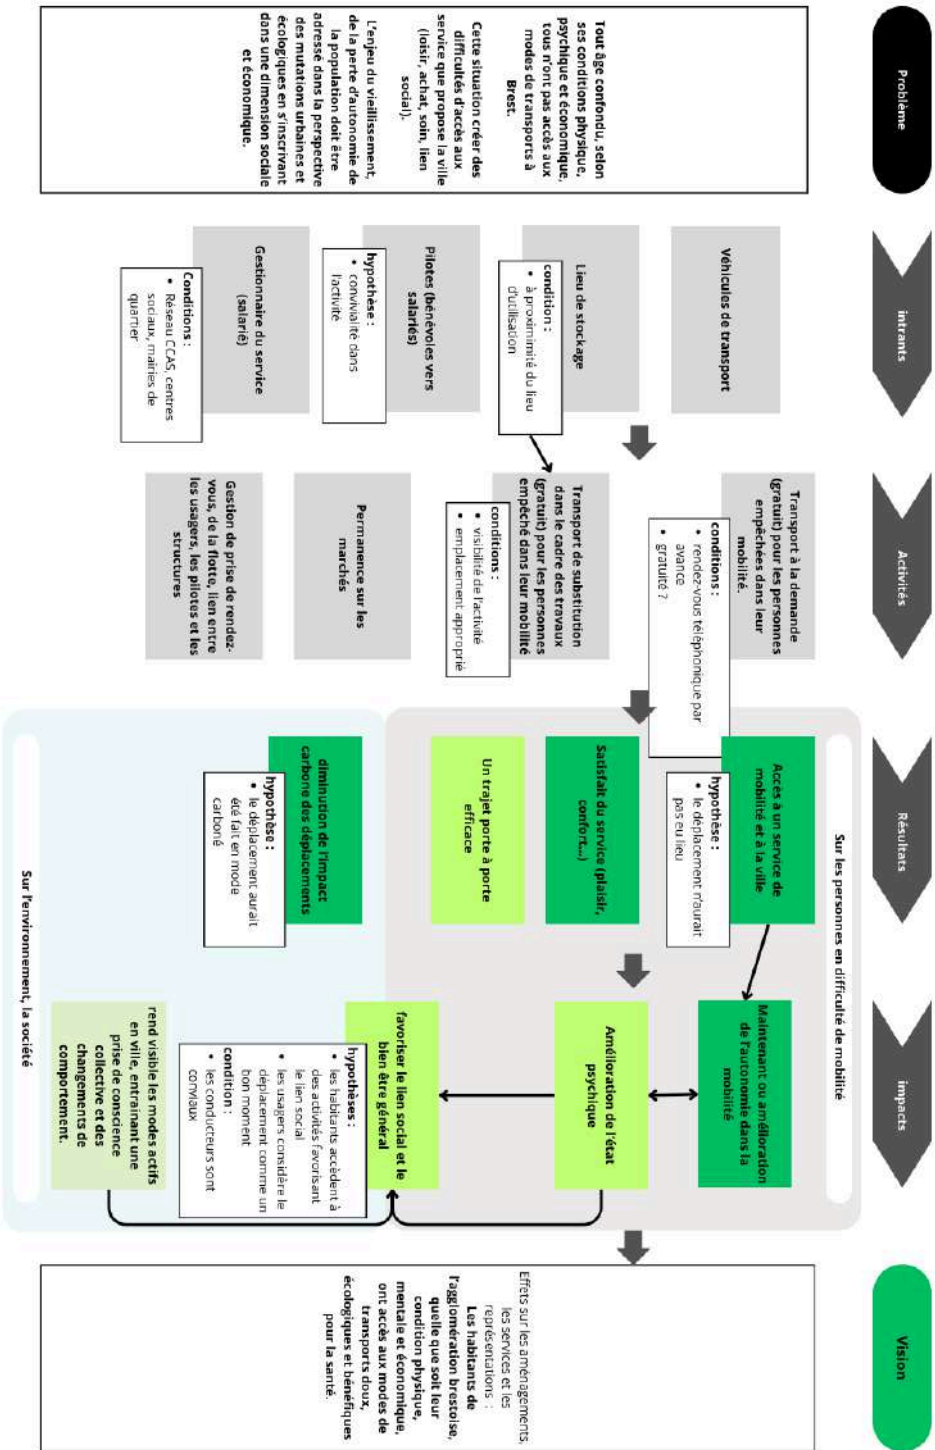 Problème
Tout âge confondu, selon
ses conditions physique,
psychique et économique,
tous n'ont pas accès aux
modes de transports à
Brest.
Cette situation créer des
difficultés d'accès aux
service que propose la ville
(loisir, achat, soin, lien
social).
L'enjeu du vieillissement,
de la perte d'autonomie de
la population doit être
adressé dans la perspective
des mutations urbaines et
écologiques en s'inscrivant
dans une dimension sociale
et économique.
intrants
Véhicules de transport
Lieu de stockage
condition :
• à proximimité du lieu
d'utilisation
Pilotes (bénévoles vers
salariés)
hypothèse :
• convivialité dans
l'activité
Gestionnaire du service
(salarié)
Conditions :
• Réseau CCAS, centres
sociaux, mairies de
quartier
Activités
Transport à la demande
(gratuit) pour les personnes
empêchées dans leur
mobilité.
conditions :
• rendez-vous téléphonique par
avance
• gratuité ?
Transport de substitution
dans le cadre des travaux
(gratuit) pour les personnes
empêché dans leur mobilité
conditions :
• visibilité de l'activité
• emplacement approprié
Permanence sur les
marchés
Gestion de prise de rendez-
vous, de la flotte, lien entre
les usagers, les pilotes et les
structures
Résultats
Sur les personnes en difficulté de mobilité
Accès à un service de
mobilité et à la ville
hypothèse :
• le déplacement n'aurait
pas eu lieu
Satisfait du service (plaisir,
confort...)
Un trajet porte à porte
efficace
diminution de l'impact
carbone des déplacements
hypothèse :
• le déplacement aurait
été fait en mode
carboné
Sur l'environnement, la société
impacts
Maintenant ou amélioration
de l'autonomie dans la
mobilité
Amélioration de l'état
psychique
favoriser le lien social et le
bien être général
hypothèses :
• les habitants accèdent à
des activités favorisant
le lien social
• les usagers considère le
déplacement comme un
bon moment
condition :
• les conducteurs sont
conviaux
rend visible les modes actifs
en ville, entrainant une
prise de conscience
collective et des
changements de
comportement.
Vision
Effets sur les aménagements,
les services et les
représentations :
Les habitants de
l'agglomération brestoise,
quelle que soit leur
condition physique,
mentale et économique,
ont accès aux modes de
transports doux,
écologiques et bénéfiques
pour la santé.